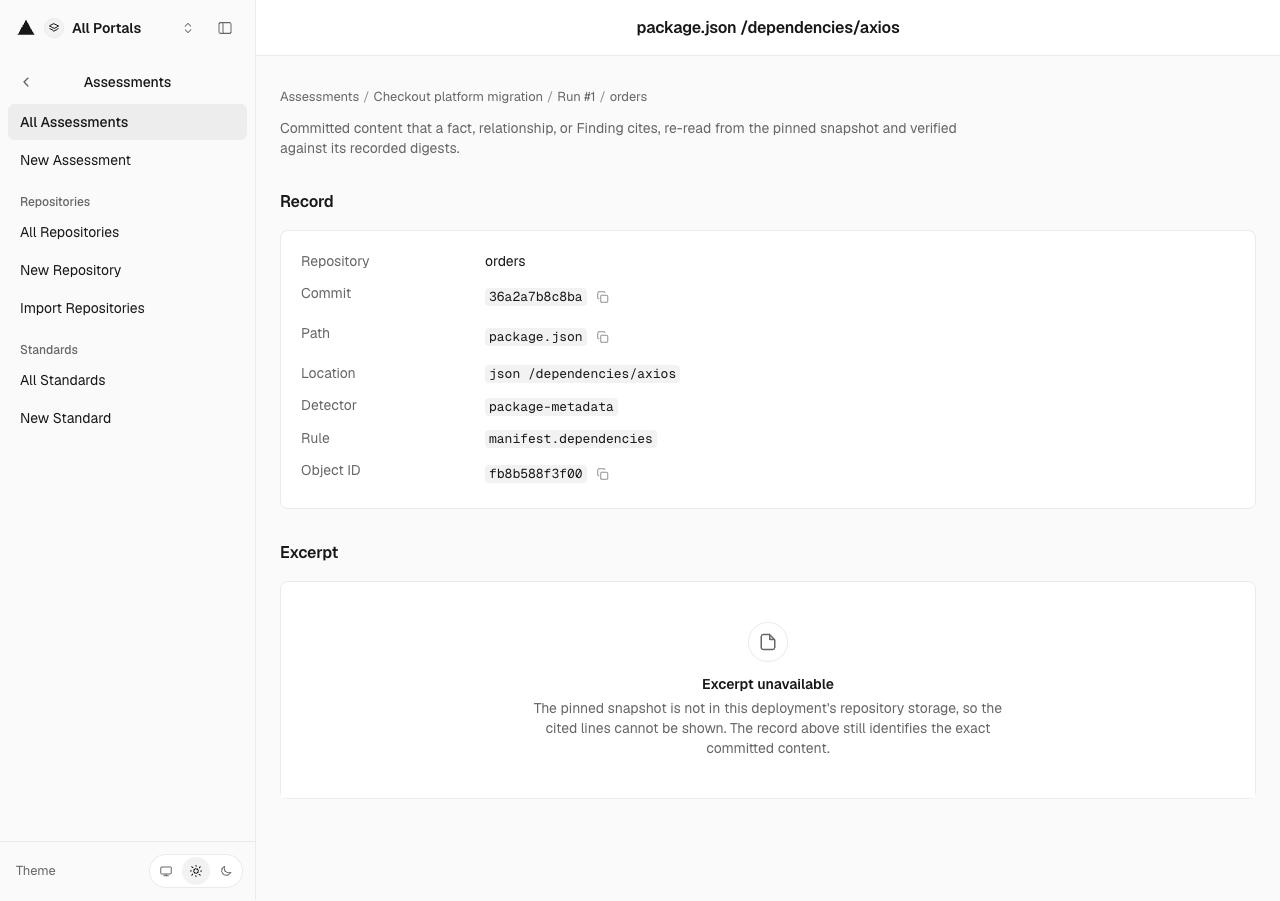 All Portals
package.json /dependencies/axios
Assessments
All Assessments
New Assessment
Repositories
All Repositories
New Repository
Import Repositories
Standards
All Standards
New Standard
Theme
Assessments / Checkout platform migration / Run #1 / orders
Committed content that a fact, relationship, or Finding cites, re-read from the pinned snapshot and verified
against its recorded digests.
Record
Repository orders
Commit 36a2a7b8c8ba
Path package.json
Location json /dependencies/axios
Detector package-metadata
Rule manifest.dependencies
Object ID fb8b588f3f00
Excerpt
Excerpt unavailable
The pinned snapshot is not in this deployment's repository storage, so the
cited lines cannot be shown. The record above still identifies the exact
committed content.